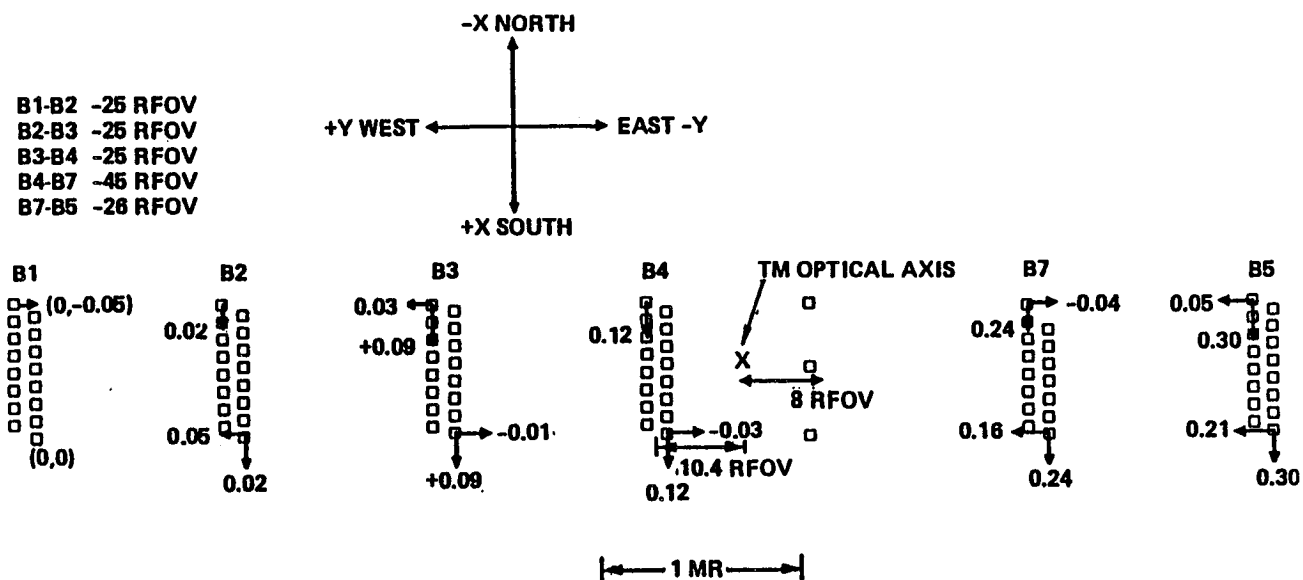 -X NORTH
B1-B2 -25 RFOV
B2-B3 -25 RFOV
B3-B4 -25 RFOV
B4-B7 -45 RFOV
B7-B5 -26 RFOV
+Y WEST
EAST -Y
+X SOUTH
B1
B2
B3
B4
TM OPTICAL AXIS
B7
B5
(0,-0.05)
0.03
-0.04
0.05
0.02
+0.09
0.12
0.24
0.30
X
8 RFOV
0.05
-0.01
-0.03
0.16
0.21
(0,0)
10.4 RFOV
0.02
+0.09
0.12
0.24
0.30
1 MR